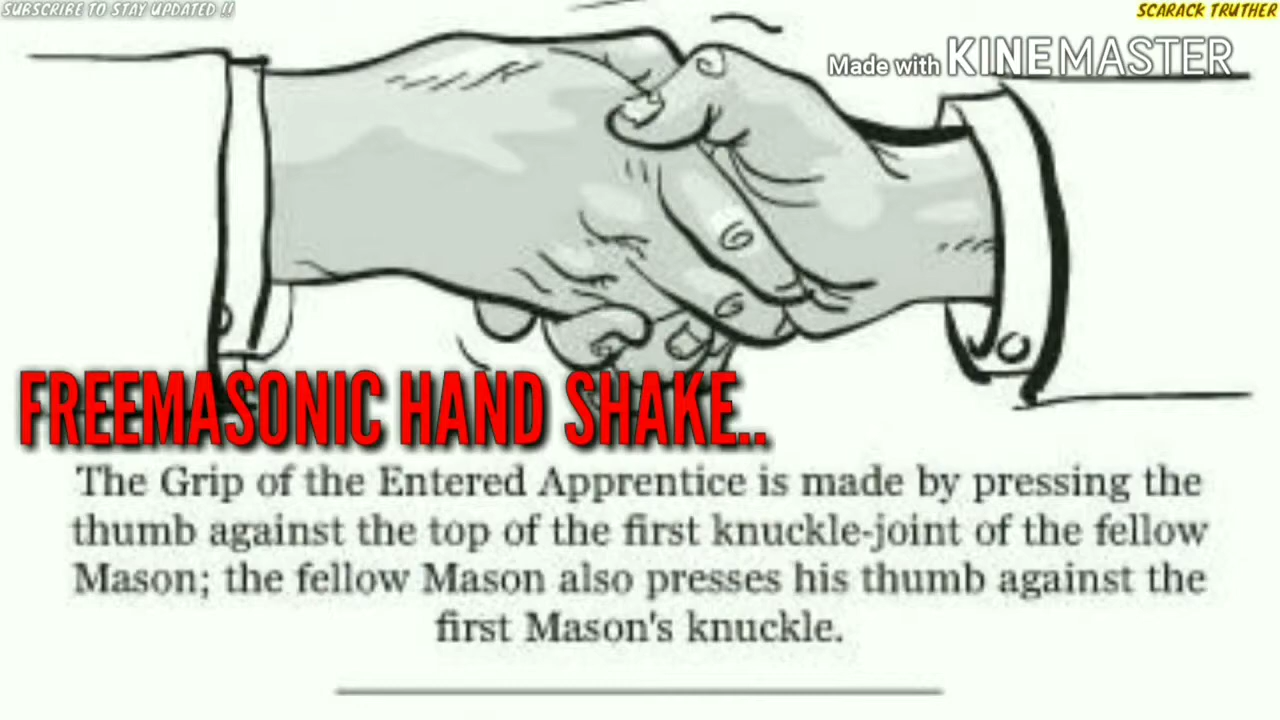 SUBSCRIBE TO STAY UPDATED !!
SCARACK TRUTHER
Made with KINEMASTER
FREEMASONIC HAND SHAKE..
The Grip of the Entered Apprentice is made by pressing the
thumb against the top of the first knuckle-joint of the fellow
Mason; the fellow Mason also presses his thumb against the
first Mason's knuckle.